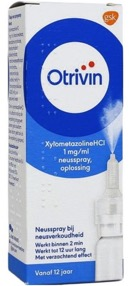 gsk
Otrivin
XylometazolineHCl
1 mg/ml
neusspray,
oplossing
Neusspray bij
neusverkoudheid
Werkt binnen 2 min
Werkt tot 12 uur lang
Met verzachtend effect
Vanaf 12 jaar